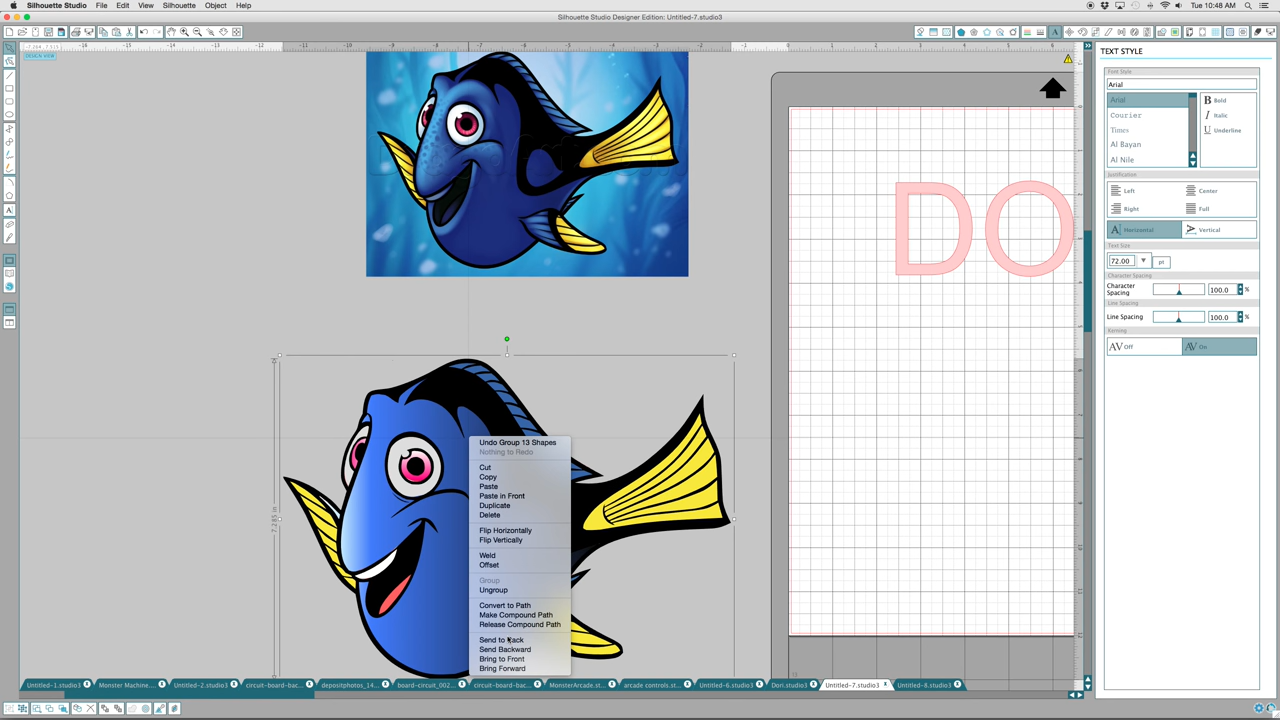 Silhouette Studio File Edit View Silhouette Object Help
Tue 10:48 AM
Silhouette Studio Designer Edition: Untitled-7.studio3
DESIGN VIEW
DO
7.285 in
TEXT STYLE
Font Style
Arial
Arial
Courier
Times
Al Bayan
Al Nile
B Bold
I Italic
U Underline
Justification
Left
Center
Right
Full
Horizontal
Vertical
Text Size
72.00
pt
Character Spacing
Character
Spacing
100.0 %
Line Spacing
Line Spacing
100.0 %
Kerning
AV Off
AV On
Undo Group 13 Shapes
Nothing to Redo
Cut
Copy
Paste
Paste in Front
Duplicate
Delete
Flip Horizontally
Flip Vertically
Weld
Offset
Group
Ungroup
Convert to Path
Make Compound Path
Release Compound Path
Send to Back
Send Backward
Bring to Front
Bring Forward
Untitled-1.studio3
Monster Machine...
Untitled-2.studio3
circuit-board-bac...
depositphotos_14...
board-circuit_002...
circuit-board-bac...
MonsterArcade.st...
arcade controls.st...
Untitled-6.studio3
Dori.studio3
Untitled-7.studio3
Untitled-8.studio3